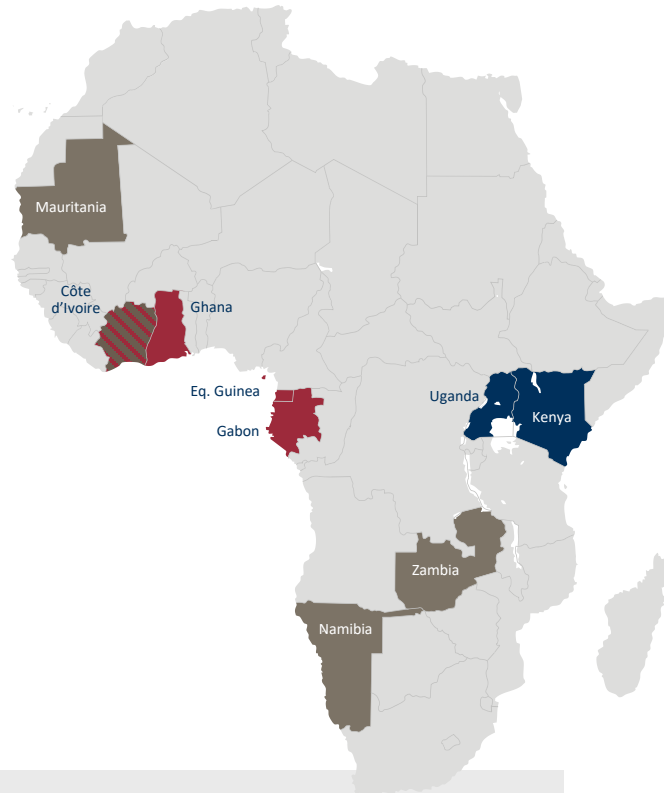 Mauritania
Côte
d’Ivoire
Ghana
Eq. Guinea
Gabon
Uganda
Kenya
Zambia
Namibia